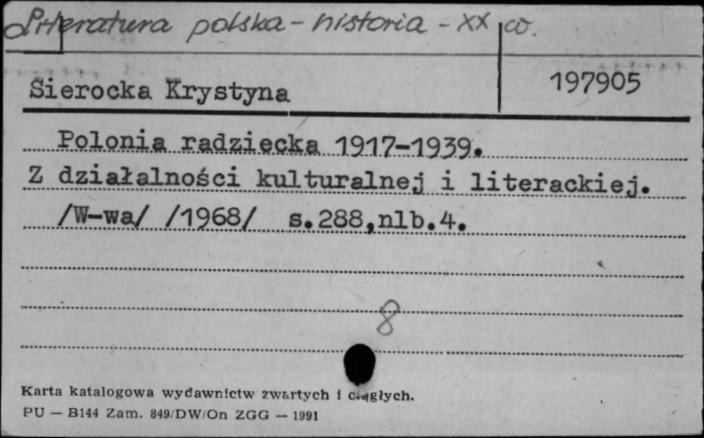 Literatura polska - historia - XX w.
Sierocka Krystyna
197905
Polonia radziecka 1917-1939.
Z działalności kulturalnej i literackiej.
/W-wa/ /1968/ s.288,nlb.4.
8
Karta katalogowa wydawnictw zwartych i ciągłych.
PU — B144 Zam. 849/DW/On ZGG — 1991